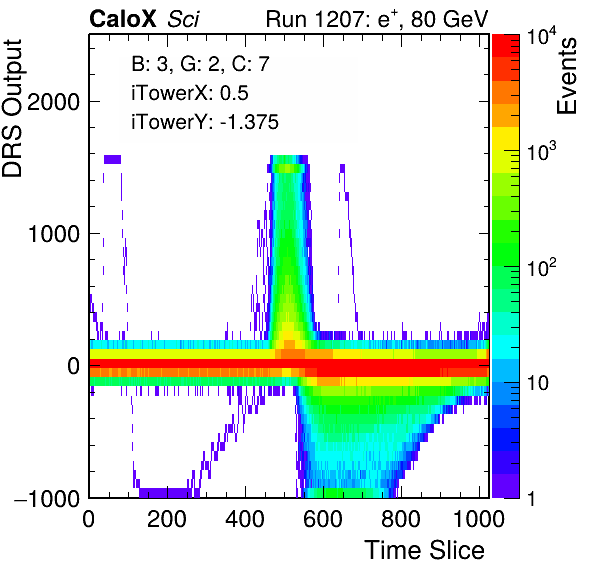 CaloX Sci Run 1207: e⁺, 80 GeV
DRS Output
Events
B: 3, G: 2, C: 7
iTowerX: 0.5
iTowerY: -1.375
2000
1000
0
−1000
0 200 400 600 800 1000
Time Slice
10⁴
10³
10²
10
1